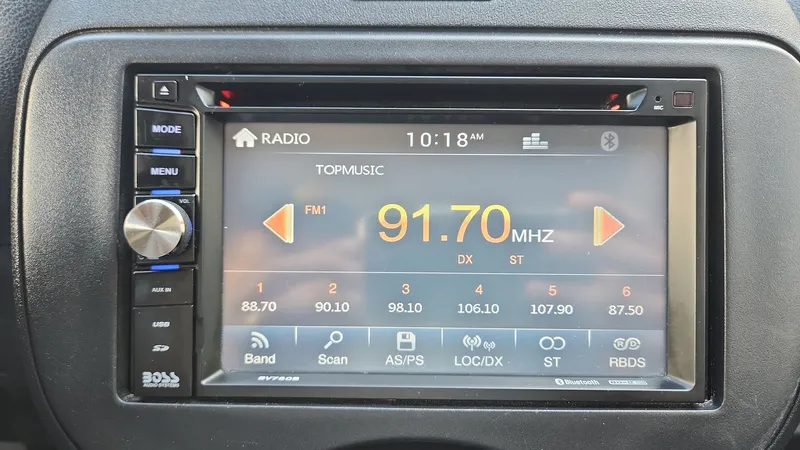 MODE
MENU
VOL
AUX IN
USB
SD
BOSS
AUDIO SYSTEMS
MIC
RADIO
10:18 AM
TOPMUSIC
FM1
91.70 MHZ
DX ST
1 2 3 4 5 6
88.70 90.10 98.10 106.10 107.90 87.50
Band Scan AS/PS LOC/DX ST RBDS
BV760B
Bluetooth